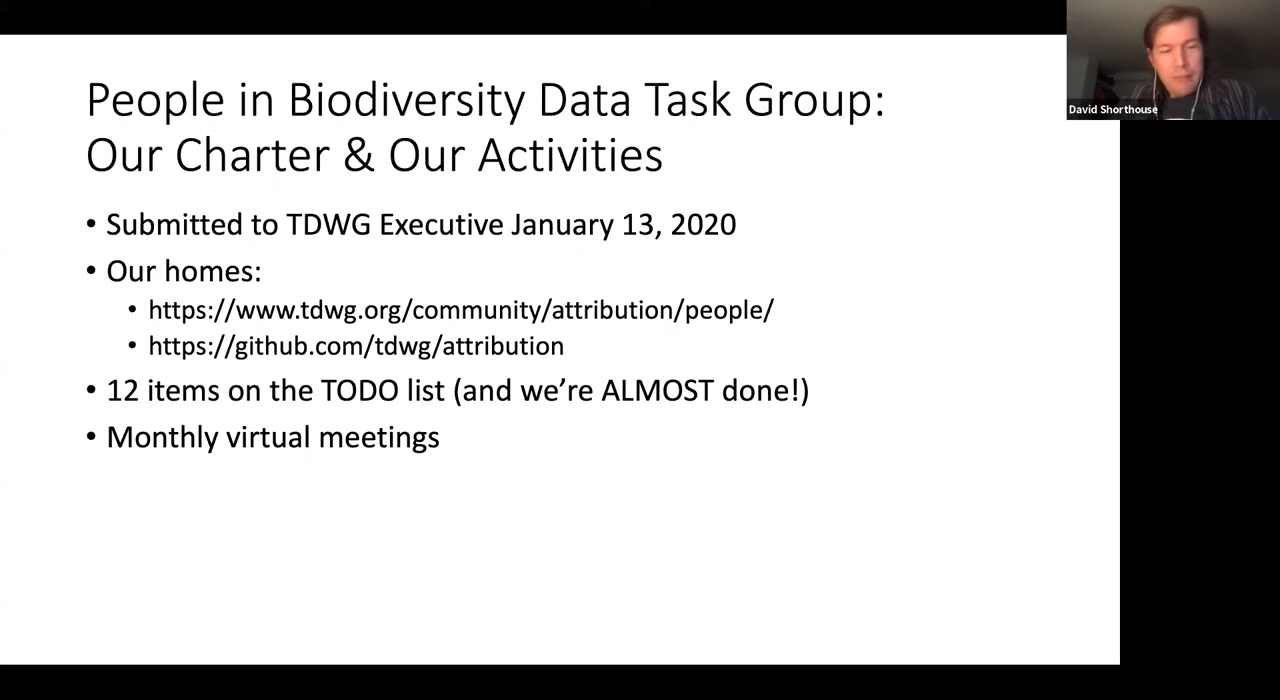 People in Biodiversity Data Task Group:
Our Charter & Our Activities
• Submitted to TDWG Executive January 13, 2020
• Our homes:
• https://www.tdwg.org/community/attribution/people/
• https://github.com/tdwg/attribution
• 12 items on the TODO list (and we’re ALMOST done!)
• Monthly virtual meetings
David Shorthouse